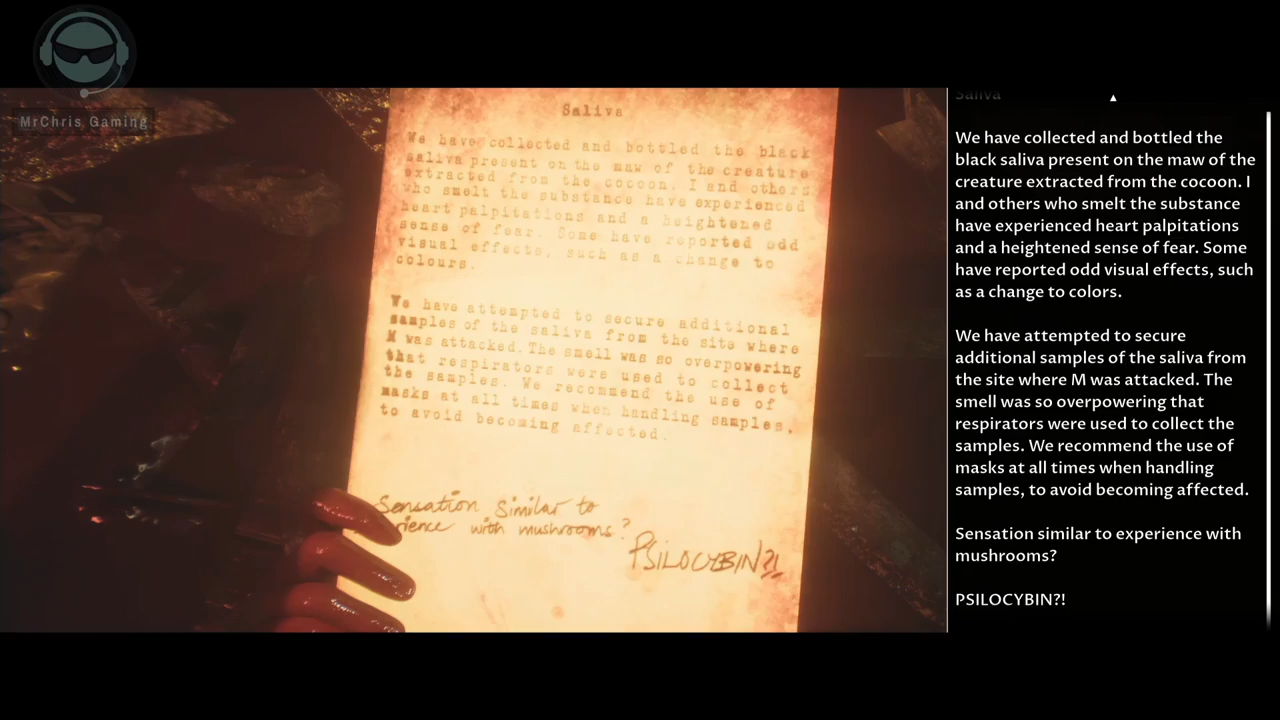 MrChris Gaming
Saliva
We have collected and bottled the black
saliva present on the maw of the creature
extracted from the cocoon. I and others
who smelt the substance have experienced
heart palpitations and a heightened
sense of fear. Some have reported odd
visual effects, such as a change to
colours.
We have attempted to secure additional
samples of the saliva from the site where
M was attacked. The smell was so overpowering
that respirators were used to collect
the samples. We recommend the use of
masks at all times when handling samples,
to avoid becoming affected.
Sensation similar to
rience with mushrooms?
PSILOCYBIN?!
Saliva
We have collected and bottled the
black saliva present on the maw of the
creature extracted from the cocoon. I
and others who smelt the substance
have experienced heart palpitations
and a heightened sense of fear. Some
have reported odd visual effects, such
as a change to colors.
We have attempted to secure
additional samples of the saliva from
the site where M was attacked. The
smell was so overpowering that
respirators were used to collect the
samples. We recommend the use of
masks at all times when handling
samples, to avoid becoming affected.
Sensation similar to experience with
mushrooms?
PSILOCYBIN?!